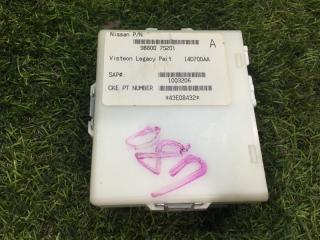 Nissan P/N. A
98800 7S201
Visteon Legacy Part 14D700AA
SAP#
1003206
CKE PT NUMBER
*43E08432*